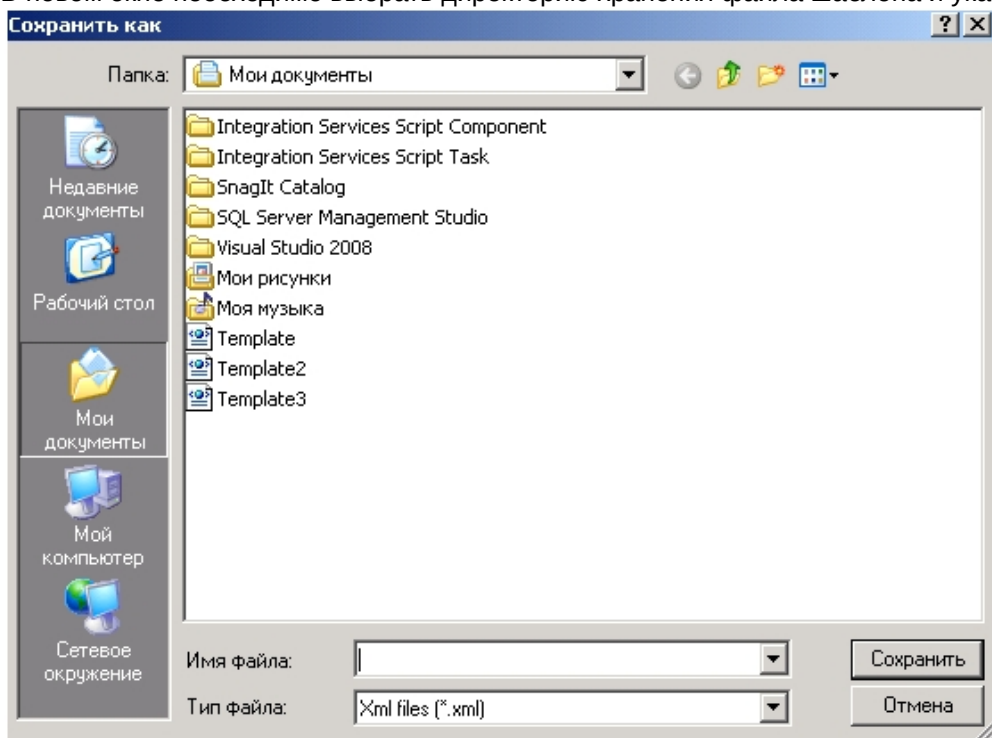 Сохранить как
Папка:
Мои документы
Integration Services Script Component
Integration Services Script Task
SnagIt Catalog
SQL Server Management Studio
Visual Studio 2008
Мои рисунки
Моя музыка
Template
Template2
Template3
Недавние
документы
Рабочий стол
Мои
документы
Мой
компьютер
Сетевое
окружение
Имя файла:
Сохранить
Тип файла:
Xml files (*.xml)
Отмена